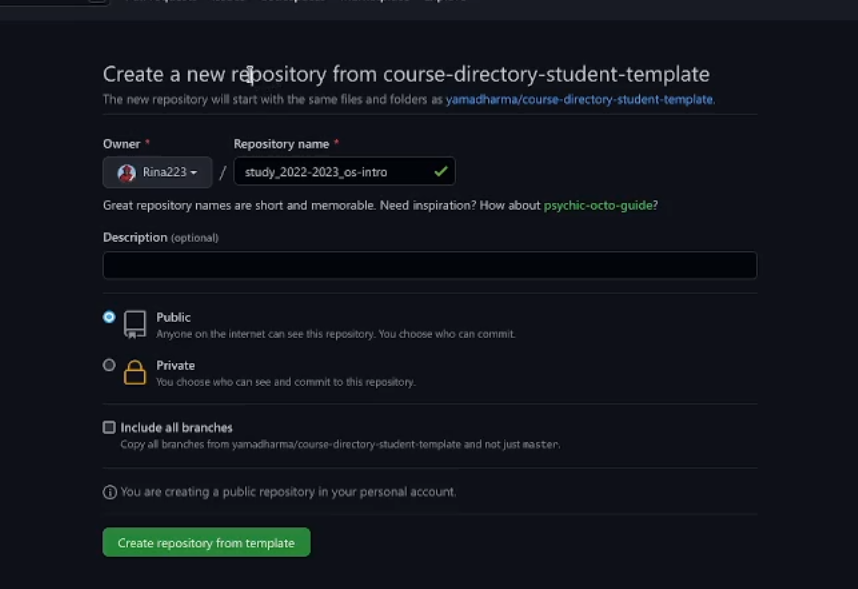 Create a new repository from course-directory-student-template
The new repository will start with the same files and folders as yamadharma/course-directory-student-template.
Owner * Repository name *
Rina223 / study_2022-2023_os-intro
Great repository names are short and memorable. Need inspiration? How about psychic-octo-guide?
Description (optional)
Public
Anyone on the internet can see this repository. You choose who can commit.
Private
You choose who can see and commit to this repository.
Include all branches
Copy all branches from yamadharma/course-directory-student-template and not just master.
You are creating a public repository in your personal account.
Create repository from template